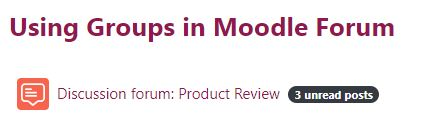 Using Groups in Moodle Forum
Discussion forum: Product Review 3 unread posts